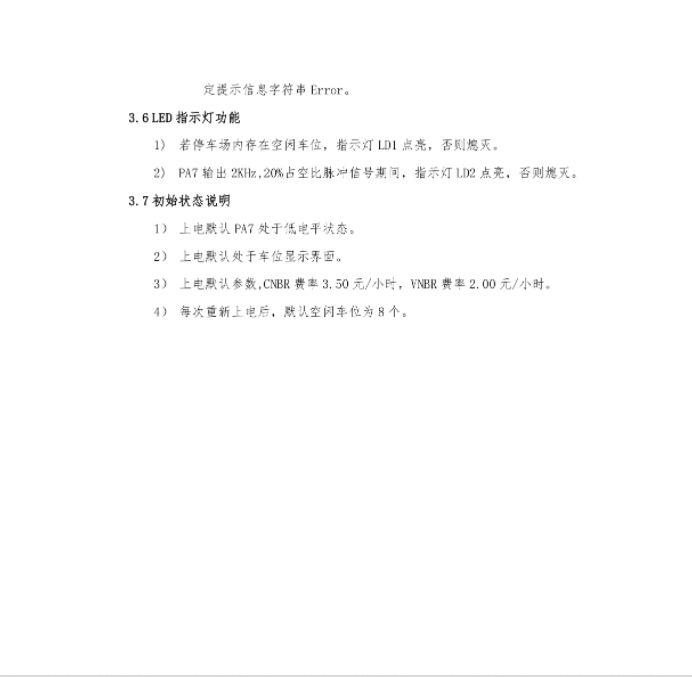 定提示信息字符串 Error。
3.6 LED 指示灯功能
1） 若停车场内存在空闲车位，指示灯 LD1 点亮，否则熄灭。
2） PA7 输出 2KHz,20%占空比脉冲信号期间，指示灯 LD2 点亮，否则熄灭。
3.7 初始状态说明
1） 上电默认 PA7 处于低电平状态。
2） 上电默认处于车位显示界面。
3） 上电默认参数,CNBR 费率 3.50 元/小时，VNBR 费率 2.00 元/小时。
4） 每次重新上电后，默认空闲车位为 8 个。